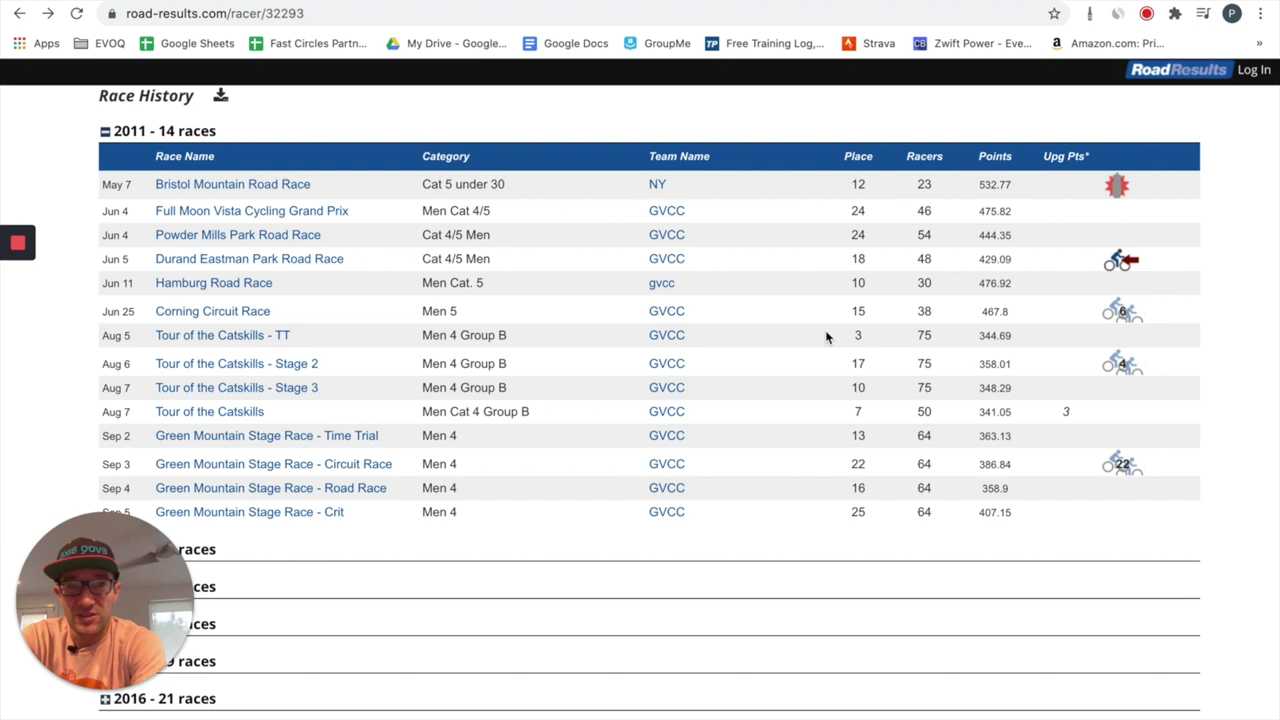 road-results.com/racer/32293
P
Apps EVOQ Google Sheets Fast Circles Partn... My Drive - Google... Google Docs GroupMe TP Free Training Log,... Strava Zwift Power - Eve... Amazon.com: Pri... »
RoadResults Log In
Race History
2011 - 14 races
Race Name Category Team Name Place Racers Points Upg Pts*
May 7 Bristol Mountain Road Race Cat 5 under 30 NY 12 23 532.77
Jun 4 Full Moon Vista Cycling Grand Prix Men Cat 4/5 GVCC 24 46 475.82
Jun 4 Powder Mills Park Road Race Cat 4/5 Men GVCC 24 54 444.35
Jun 5 Durand Eastman Park Road Race Cat 4/5 Men GVCC 18 48 429.09
Jun 11 Hamburg Road Race Men Cat. 5 gvcc 10 30 476.92
Jun 25 Corning Circuit Race Men 5 GVCC 15 38 467.8 6
Aug 5 Tour of the Catskills - TT Men 4 Group B GVCC 3 75 344.69
Aug 6 Tour of the Catskills - Stage 2 Men 4 Group B GVCC 17 75 358.01 4
Aug 7 Tour of the Catskills - Stage 3 Men 4 Group B GVCC 10 75 348.29
Aug 7 Tour of the Catskills Men Cat 4 Group B GVCC 7 50 341.05 3
Sep 2 Green Mountain Stage Race - Time Trial Men 4 GVCC 13 64 363.13
Sep 3 Green Mountain Stage Race - Circuit Race Men 4 GVCC 22 64 386.84 22
Sep 4 Green Mountain Stage Race - Road Race Men 4 GVCC 16 64 358.9
Sep 5 Green Mountain Stage Race - Crit Men 4 GVCC 25 64 407.15
races
races
races
races
2016 - 21 races